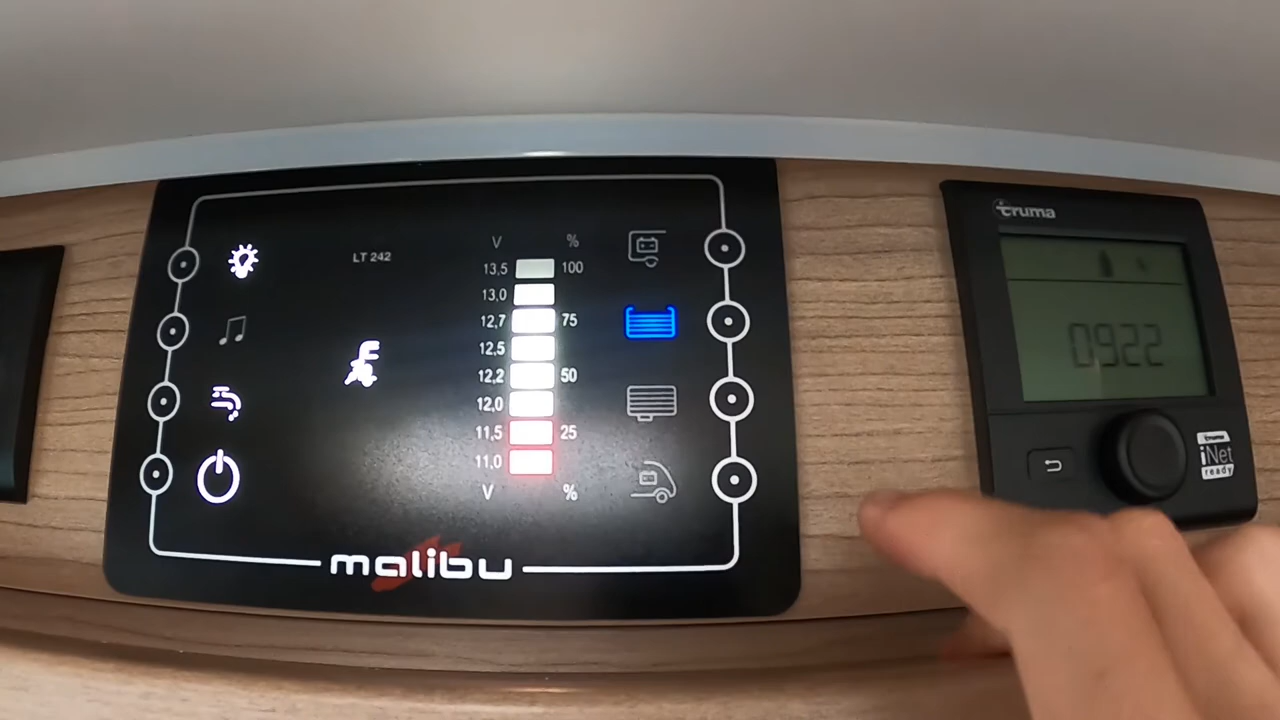 LT 242
V %
13,5 100
13,0
12,7 75
12,5
12,2 50
12,0
11,5 25
11,0
V %
malibu
truma
0922
truma
iNet
ready